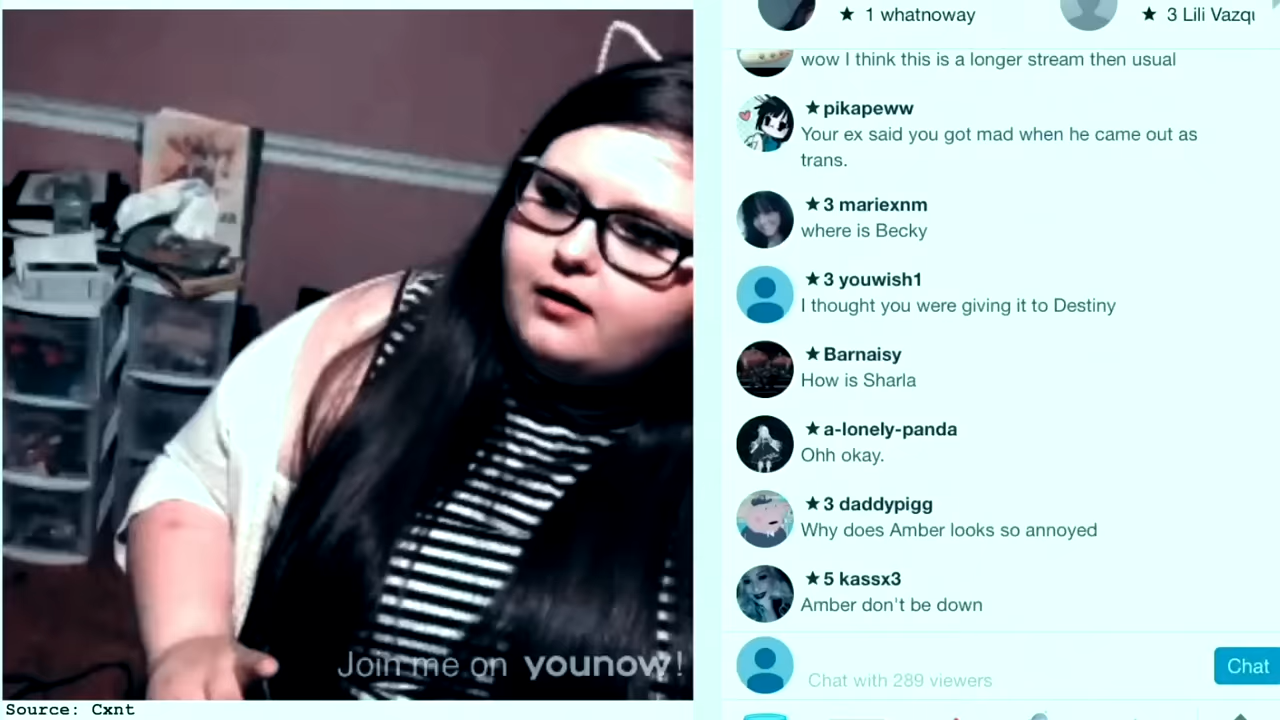 1 whatnoway
3 Lili Vazqu
wow I think this is a longer stream then usual
pikapeww
Your ex said you got mad when he came out as
trans.
3 mariexnm
where is Becky
3 youwish1
I thought you were giving it to Destiny
Barnaisy
How is Sharla
a-lonely-panda
Ohh okay.
3 daddypigg
Why does Amber looks so annoyed
5 kassx3
Amber don't be down
Chat with 289 viewers
Chat
Join me on younow!
Source: Cxnt